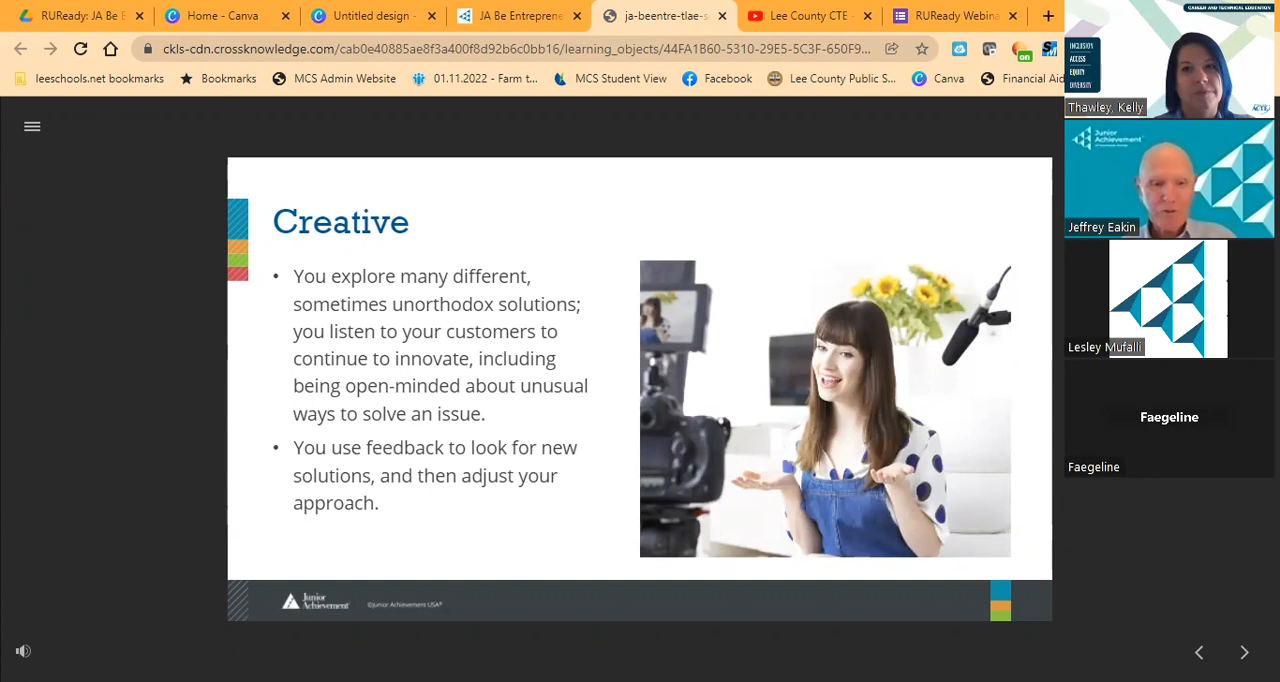 RUReady: JA Be E
Home - Canva
Untitled design -
JA Be Entreprene
ja-beentre-tlae-s
Lee County CTE -
RUReady Webina
ckls-cdn.crossknowledge.com/cab0e40885ae8f3a400f8d92b6c0bb16/learning_objects/44FA1B60-5310-29E5-5C3F-650F9...
on
leeschools.net bookmarks
Bookmarks
MCS Admin Website
01.11.2022 - Farm t...
MCS Student View
Facebook
Lee County Public S...
Canva
Financial Aid
CAREER AND TECHNICAL EDUCATION
INCLUSION
ACCESS
EQUITY
DIVERSITY
ACTE
Thawley, Kelly
Junior
Achievement
Jeffrey Eakin
Lesley Mufalli
Faegeline
Faegeline
Creative
• You explore many different,
sometimes unorthodox solutions;
you listen to your customers to
continue to innovate, including
being open-minded about unusual
ways to solve an issue.
• You use feedback to look for new
solutions, and then adjust your
approach.
Junior
Achievement
©Junior Achievement USA®